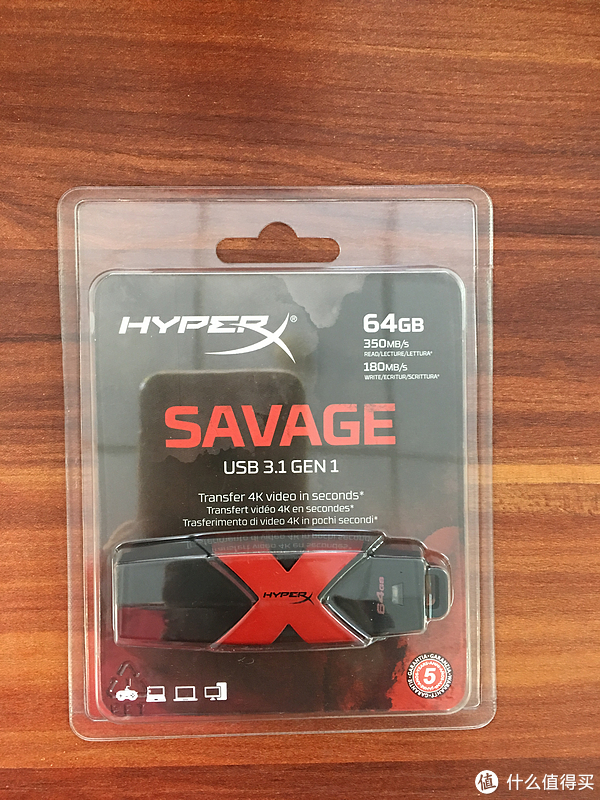 HYPERX®
64GB
350MB/s
READ/LECTURE/LETTURA*
180MB/s
WRITE/ECRITUR/SCRITTURA*
SAVAGE
USB 3.1 GEN 1
Transfer 4K video in seconds*
Transfert vidéo 4K en secondes*
Trasferimento di video 4K in pochi secondi*
HYPERX
64GB
5
值 什么值得买